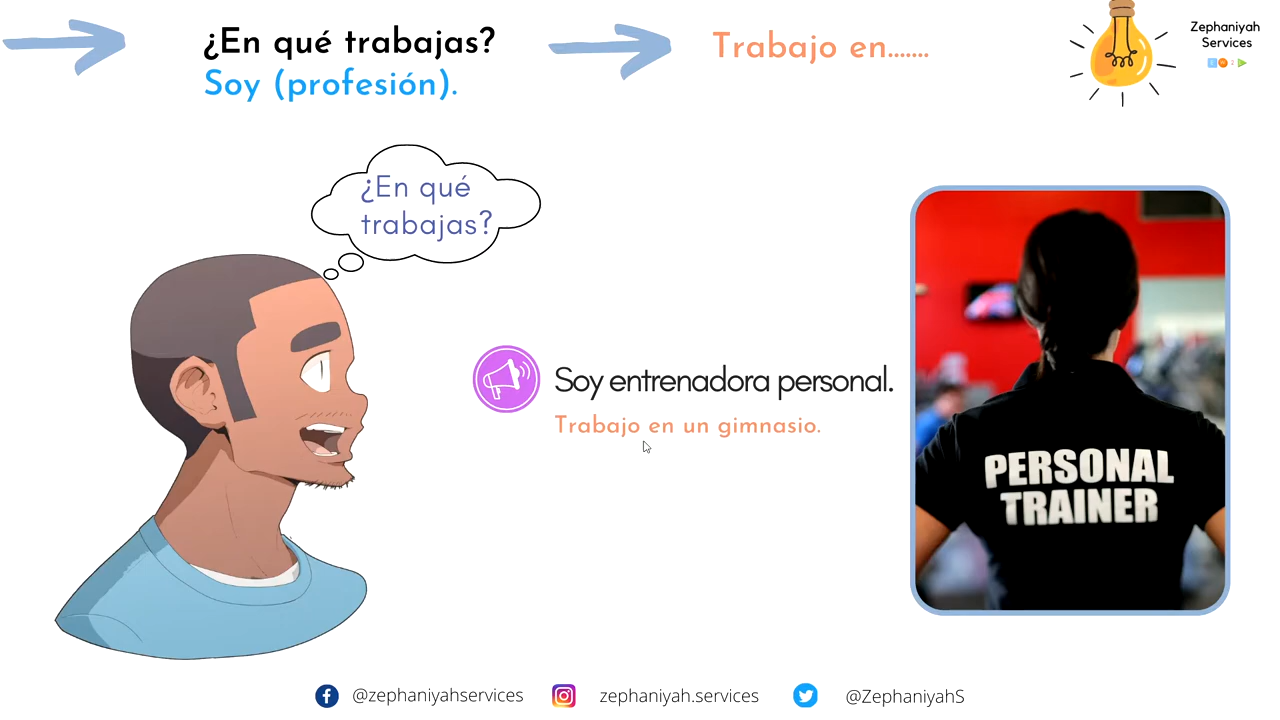 ¿En qué trabajas?
Soy (profesión).
Trabajo en.......
Zephaniyah
Services
¿En qué
trabajas?
Soy entrenadora personal.
Trabajo en un gimnasio.
PERSONAL
TRAINER
@zephaniyahservices
zephaniyah.services
@ZephaniyahS